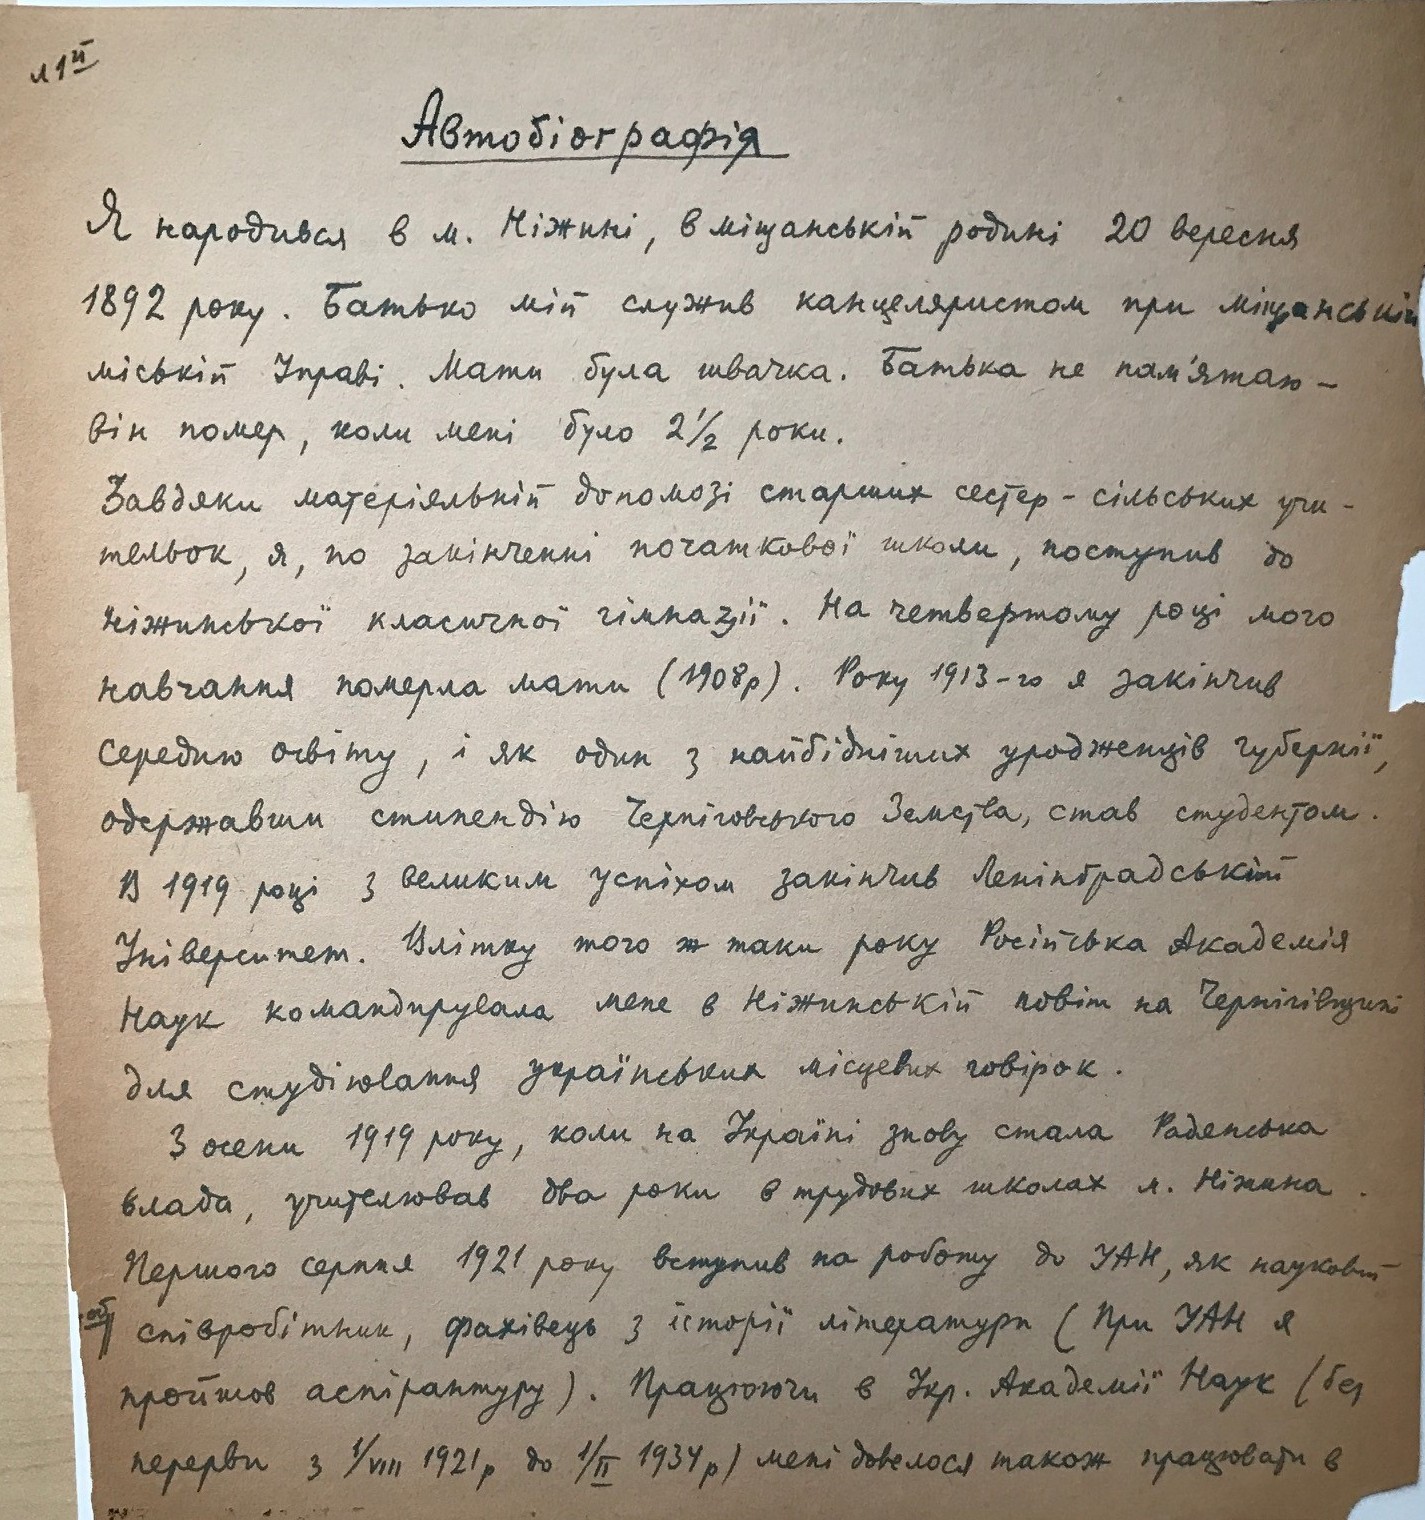 Автобіографія
Я народився в м. Ніжині, в міщанській родині 20 вересня
1892 року. Батько мій служив канцеляристом при міщанській
міській Управі. Мати була швачка. Батька не пам'ятаю –
він помер, коли мені було 2 1/2 роки.
Завдяки матеріяльній допомозі старших сестер - сільських учи-
тельок, я, по закінченні початкової школи, поступив до
Ніжинської класичної гімназії. На четвертому році мого
навчання померла мати (1908р). Року 1913-го я закінчив
середню освіту, і як один з найбідніших уродженців губернії,
одержавши стипендію Чернігівського Земства, став студентом.
В 1919 році з великим успіхом закінчив Ленінградський
Університет. Влітку того ж таки року Російська Академія
Наук командирувала мене в Ніжинський повіт на Чернігівщині
для студіювання українських місцевих говірок.
З осени 1919 року, коли на Україні знову стала Радянська
влада, учителював два роки в трудових школах м. Ніжина.
Першого серпня 1921 року вступив на роботу до УАН, як науковий
співробітник, фахівець з історії літератури (При УАН я
пройшов аспірантуру). Працюючи в Укр. Академії Наук (без
перерви з 1/VIII 1921р до 1/II 1934р) мені довелося також працювати в